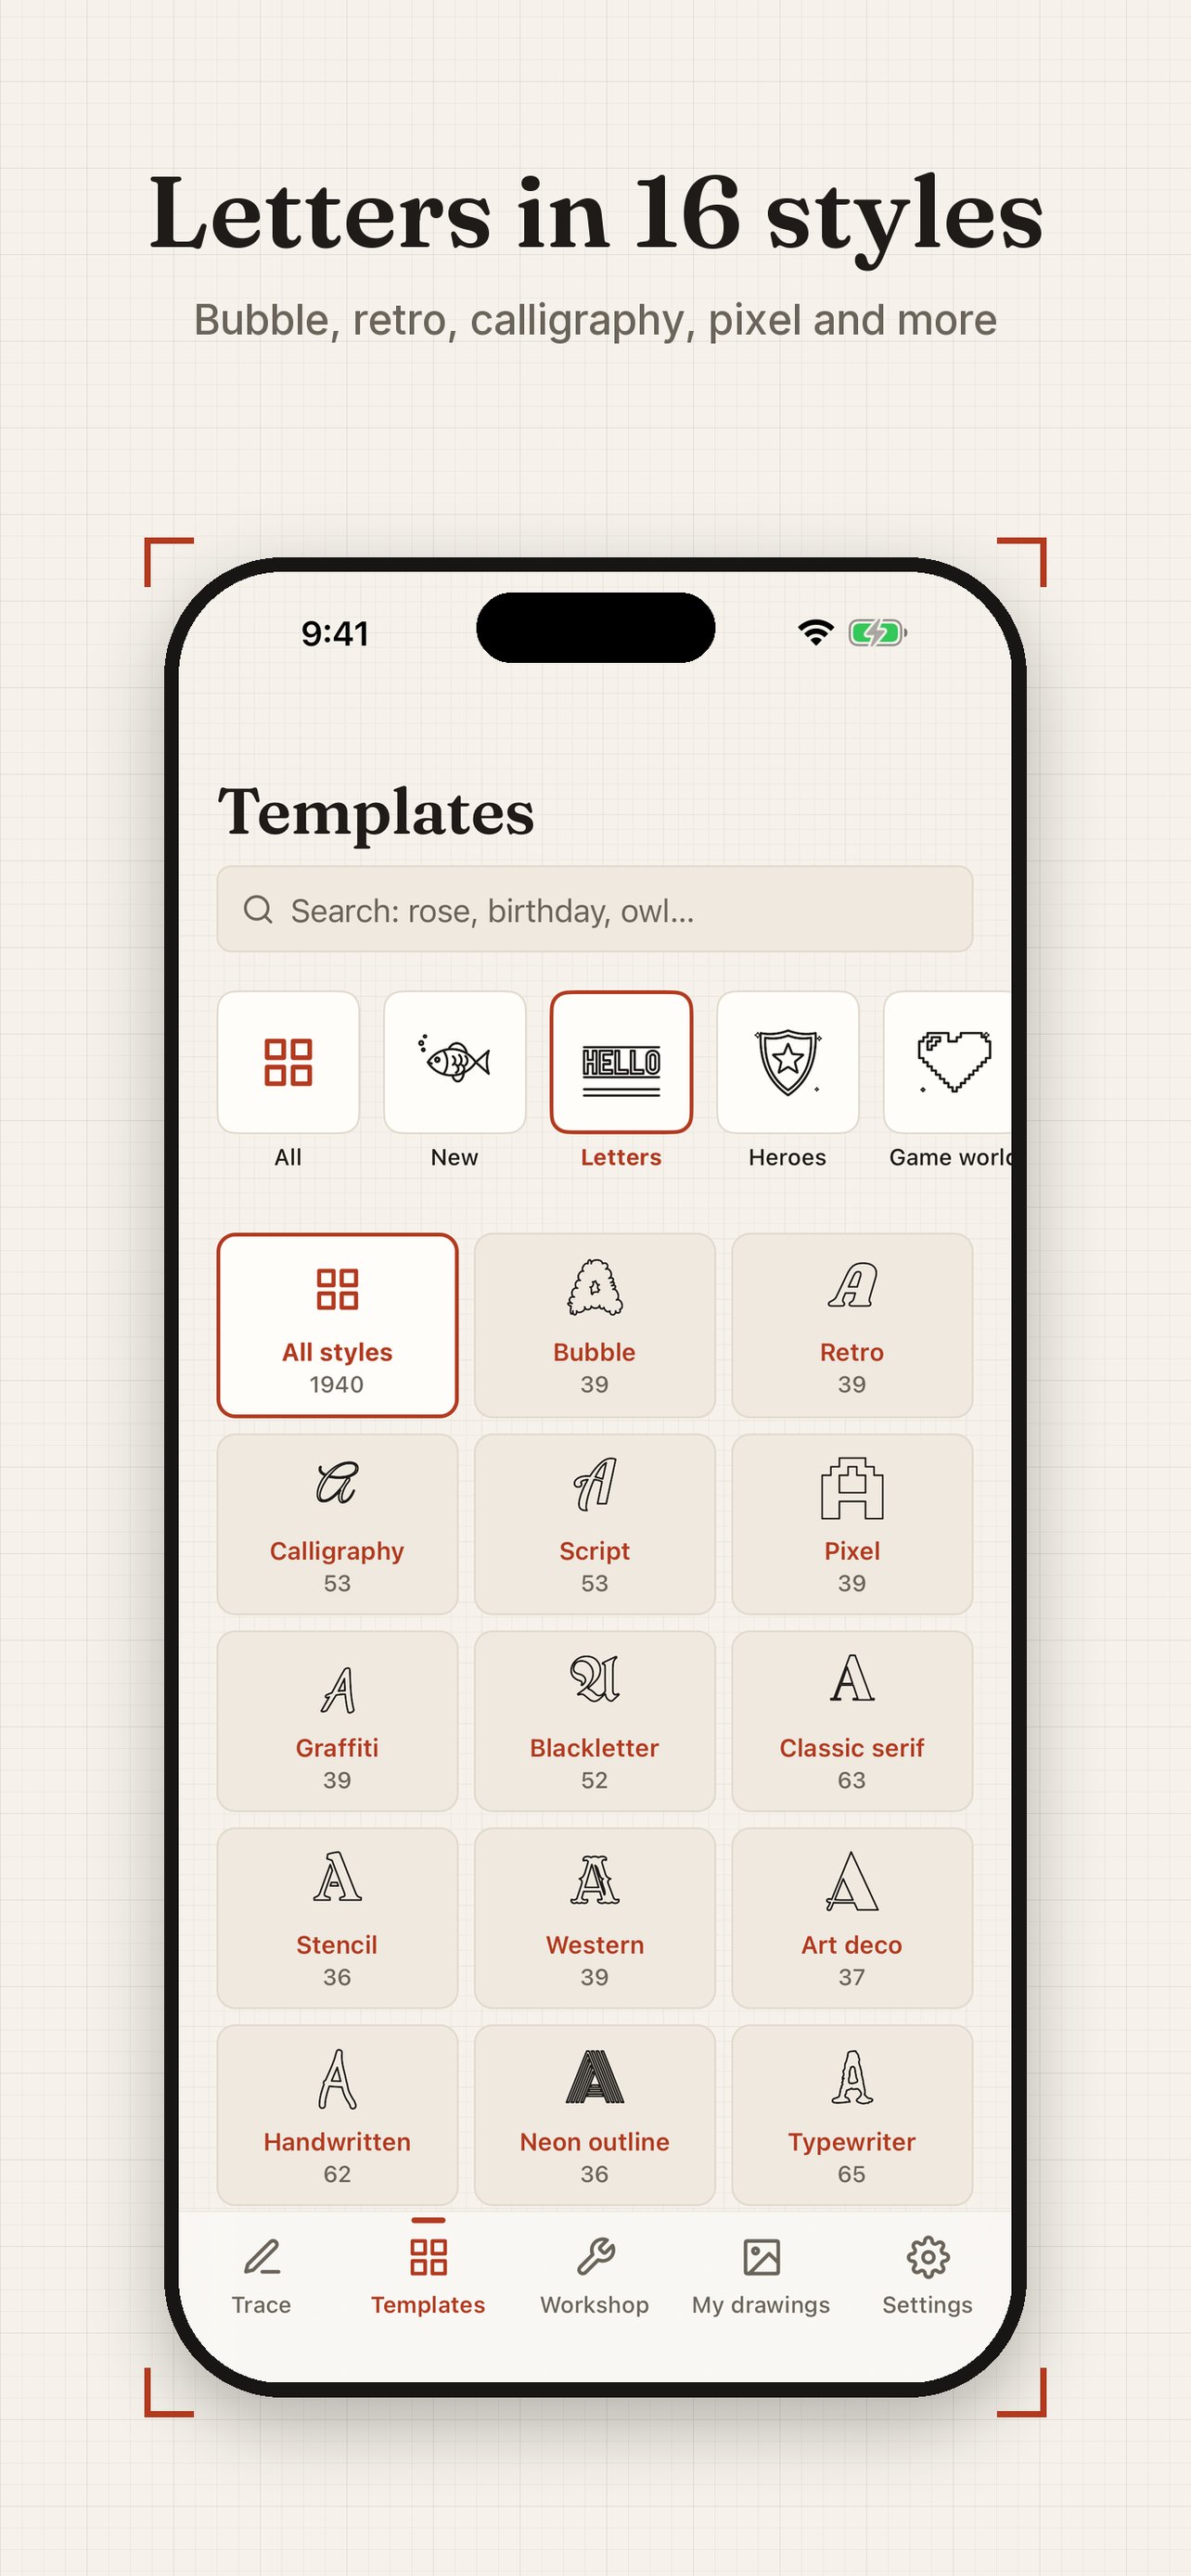 Letters in 16 styles
Bubble, retro, calligraphy, pixel and more
9:41
Templates
Search: rose, birthday, owl...
HELLO
All
New
Letters
Heroes
Game world
All styles
1940
Bubble
39
Retro
39
Calligraphy
53
Script
53
Pixel
39
Graffiti
39
Blackletter
52
Classic serif
63
Stencil
36
Western
39
Art deco
37
Handwritten
62
Neon outline
36
Typewriter
65
Trace
Templates
Workshop
My drawings
Settings